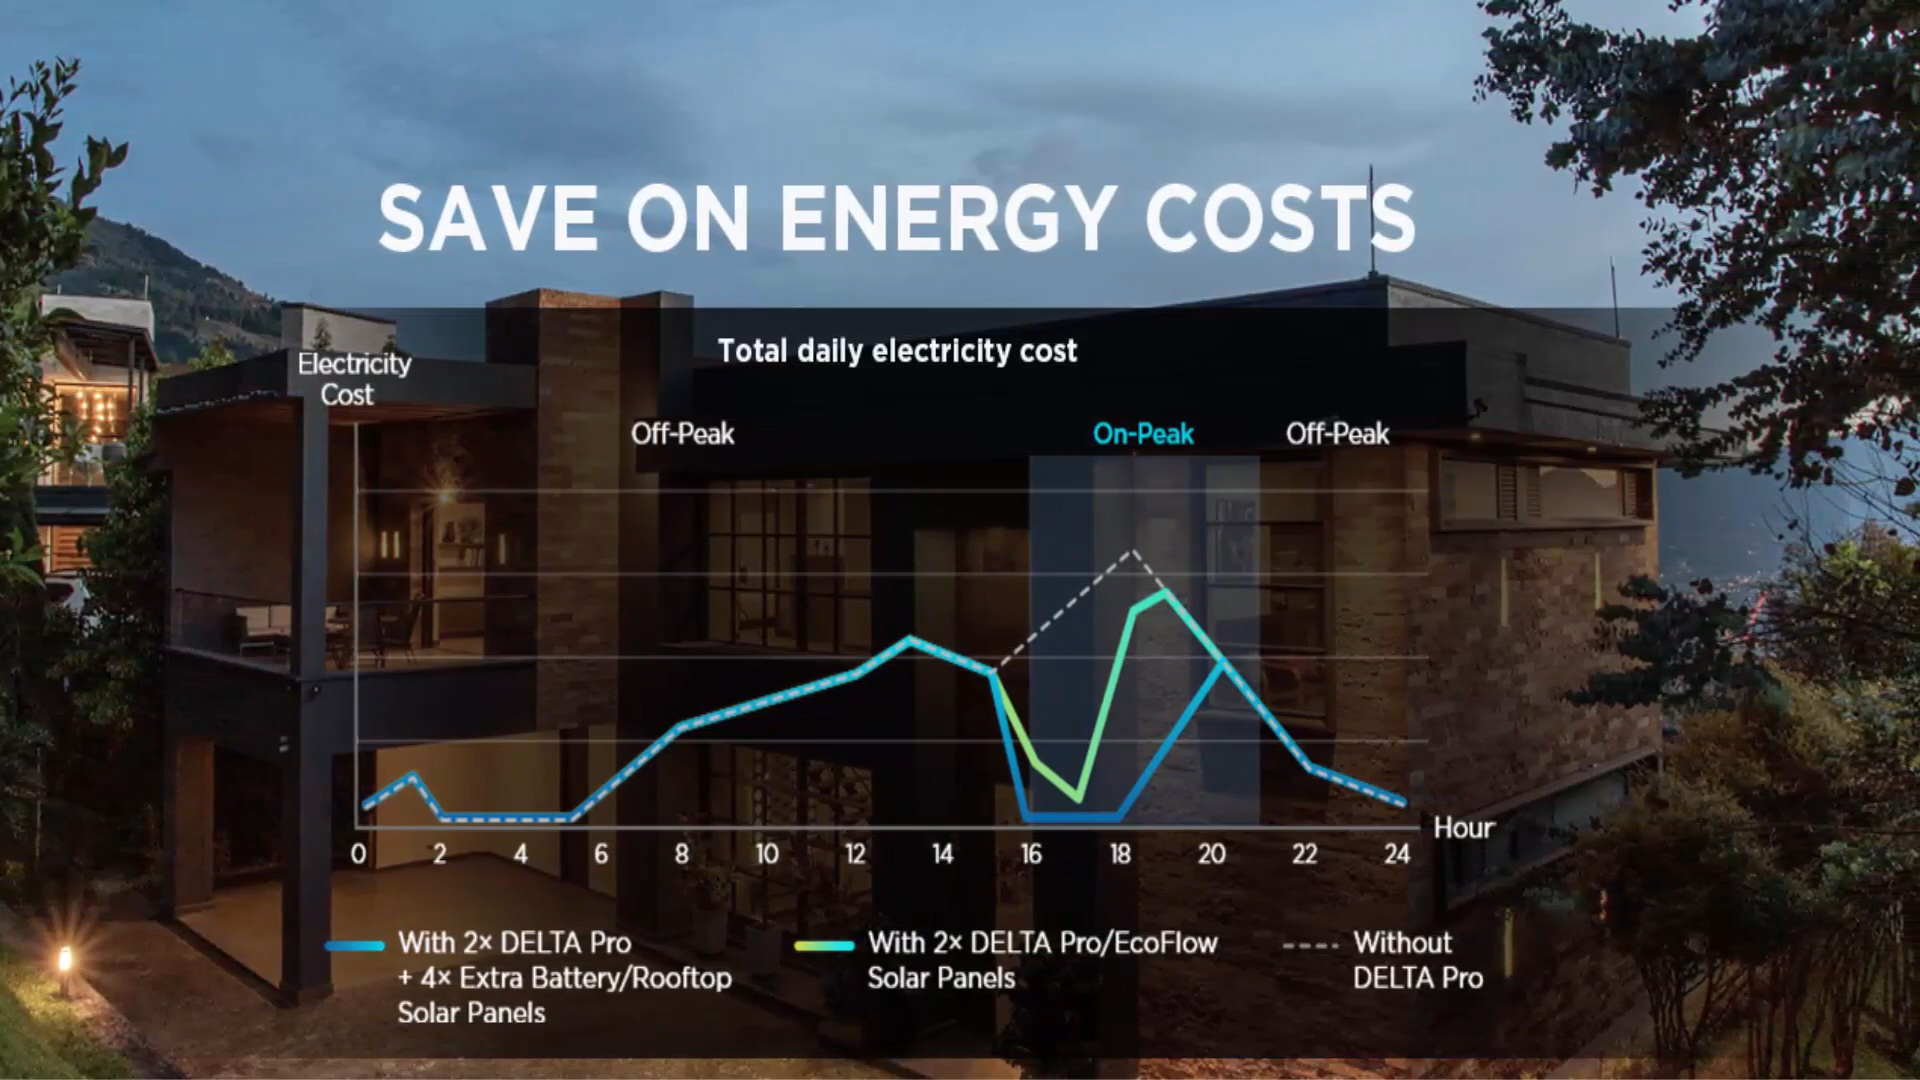 SAVE ON ENERGY COSTS
Total daily electricity cost
Electricity
Cost
Off-Peak
On-Peak
Off-Peak
Hour
0 2 4 6 8 10 12 14 16 18 20 22 24
With 2× DELTA Pro
+ 4× Extra Battery/Rooftop
Solar Panels
With 2× DELTA Pro/EcoFlow
Solar Panels
Without
DELTA Pro